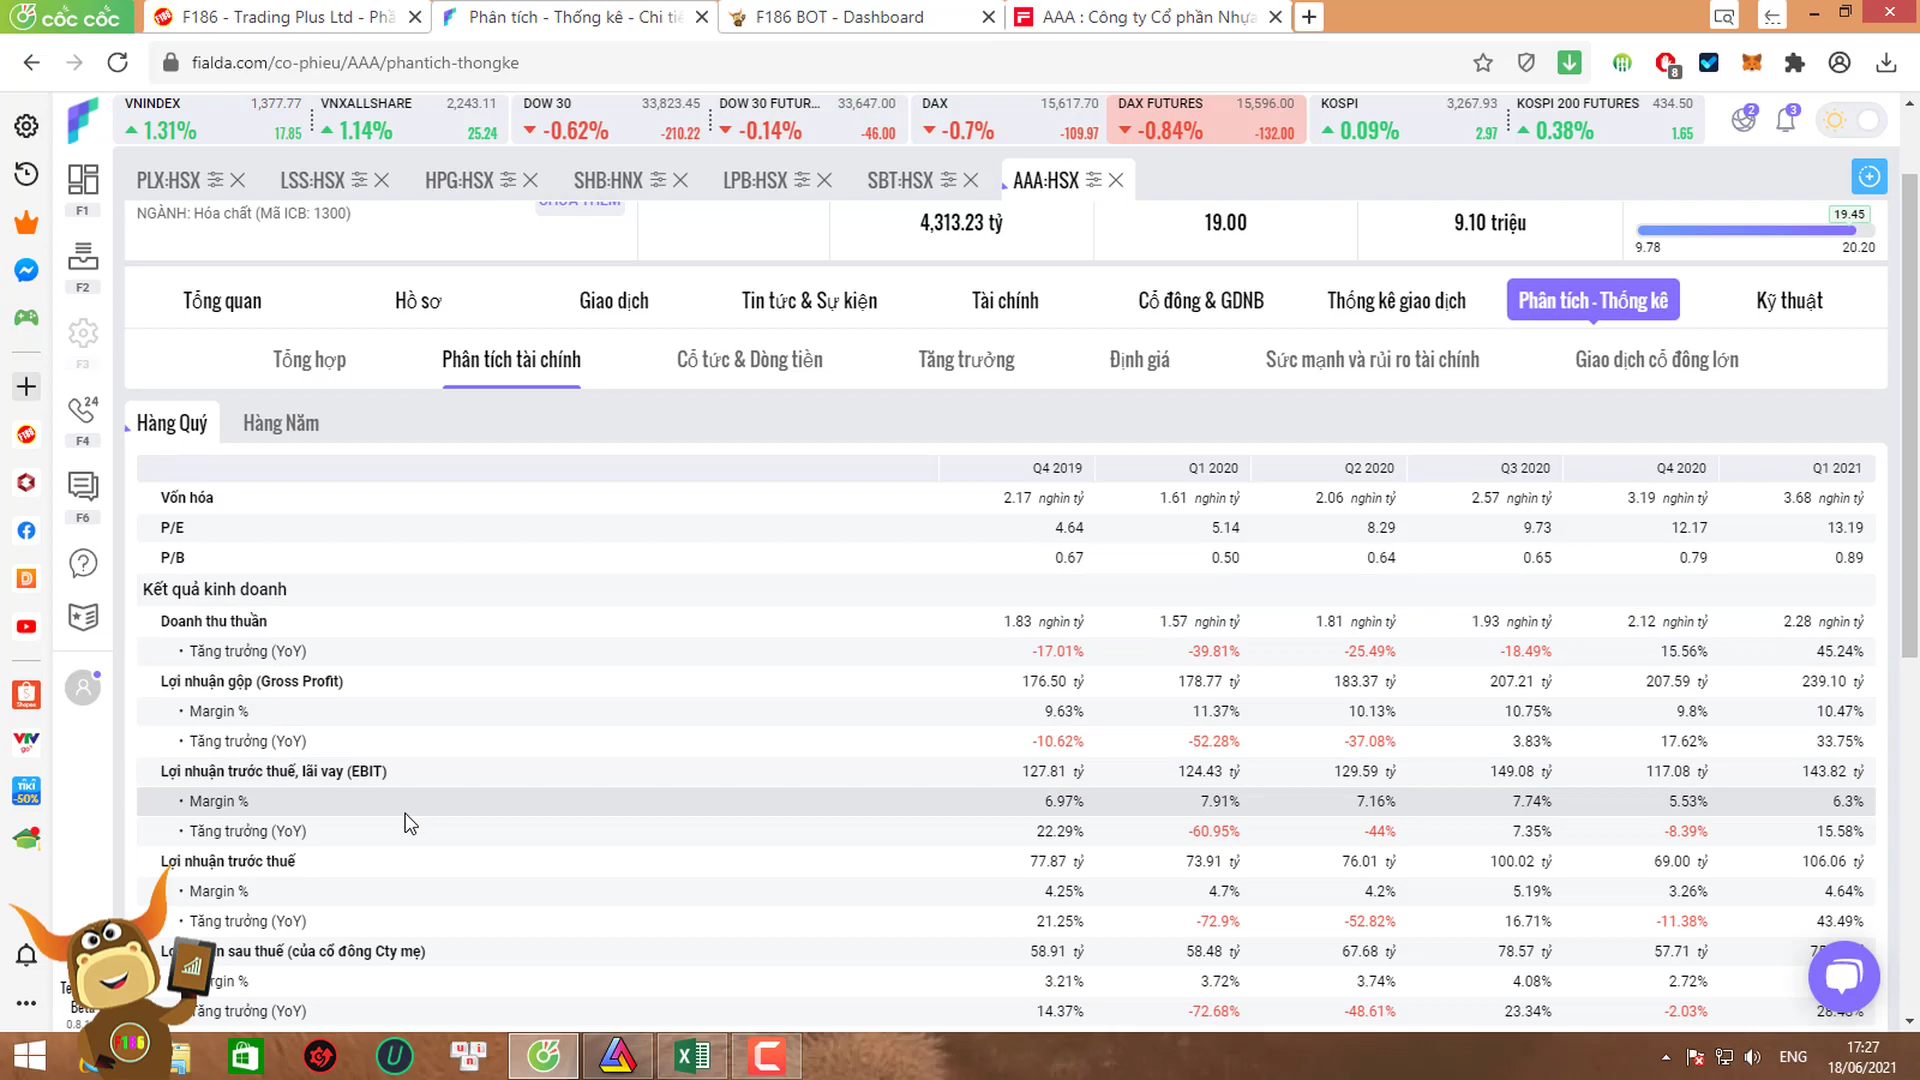 cốc cốc
F186 - Trading Plus Ltd - Phầ
Phân tích - Thống kê - Chi tiế
F186 BOT - Dashboard
AAA : Công ty Cổ phần Nhựa
fialda.com/co-phieu/AAA/phantich-thongke
8
VNINDEX 1,377.77
1.31% 17.85
VNXALLSHARE 2,243.11
1.14% 25.24
DOW 30 33,823.45
-0.62% -210.22
DOW 30 FUTUR... 33,647.00
-0.14% -46.00
DAX 15,617.70
-0.7% -109.97
DAX FUTURES 15,596.00
-0.84% -132.00
KOSPI 3,267.93
0.09% 2.97
KOSPI 200 FUTURES 434.50
0.38% 1.65
2 3
PLX:HSX LSS:HSX HPG:HSX SHB:HNX LPB:HSX SBT:HSX AAA:HSX
NGÀNH: Hóa chất (Mã ICB: 1300)
4,313.23 tỷ 19.00 9.10 triệu
19.45
9.78 20.20
F1
F2
F3
24
F4
F6
Tổng quan Hồ sơ Giao dịch Tin tức & Sự kiện Tài chính Cổ đông & GDNB Thống kê giao dịch Phân tích - Thống kê Kỹ thuật
Tổng hợp Phân tích tài chính Cổ tức & Dòng tiền Tăng trưởng Định giá Sức mạnh và rủi ro tài chính Giao dịch cổ đông lớn
Hàng Quý Hàng Năm
Q4 2019 Q1 2020 Q2 2020 Q3 2020 Q4 2020 Q1 2021
Vốn hóa 2.17 nghìn tỷ 1.61 nghìn tỷ 2.06 nghìn tỷ 2.57 nghìn tỷ 3.19 nghìn tỷ 3.68 nghìn tỷ
P/E 4.64 5.14 8.29 9.73 12.17 13.19
P/B 0.67 0.50 0.64 0.65 0.79 0.89
Kết quả kinh doanh
Doanh thu thuần 1.83 nghìn tỷ 1.57 nghìn tỷ 1.81 nghìn tỷ 1.93 nghìn tỷ 2.12 nghìn tỷ 2.28 nghìn tỷ
• Tăng trưởng (YoY) -17.01% -39.81% -25.49% -18.49% 15.56% 45.24%
Lợi nhuận gộp (Gross Profit) 176.50 tỷ 178.77 tỷ 183.37 tỷ 207.21 tỷ 207.59 tỷ 239.10 tỷ
• Margin % 9.63% 11.37% 10.13% 10.75% 9.8% 10.47%
• Tăng trưởng (YoY) -10.62% -52.28% -37.08% 3.83% 17.62% 33.75%
Lợi nhuận trước thuế, lãi vay (EBIT) 127.81 tỷ 124.43 tỷ 129.59 tỷ 149.08 tỷ 117.08 tỷ 143.82 tỷ
• Margin % 6.97% 7.91% 7.16% 7.74% 5.53% 6.3%
• Tăng trưởng (YoY) 22.29% -60.95% -44% 7.35% -8.39% 15.58%
Lợi nhuận trước thuế 77.87 tỷ 73.91 tỷ 76.01 tỷ 100.02 tỷ 69.00 tỷ 106.06 tỷ
• Margin % 4.25% 4.7% 4.2% 5.19% 3.26% 4.64%
• Tăng trưởng (YoY) 21.25% -72.9% -52.82% 16.71% -11.38% 43.49%
sau thuế (của cổ đông Cty mẹ) 58.91 tỷ 58.48 tỷ 67.68 tỷ 78.57 tỷ 57.71 tỷ
% 3.21% 3.72% 3.74% 4.08% 2.72%
trưởng (YoY) 14.37% -72.68% -48.61% 23.34% -2.03%
Shopee
VTV go
TIKI
-50%
F186
ENG
17:27
18/06/2021